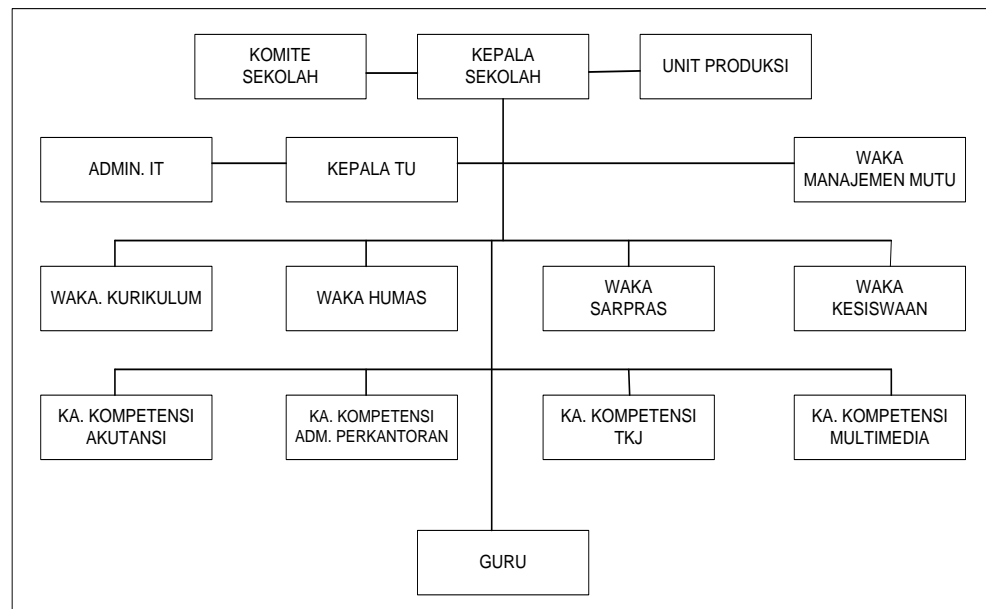 KOMITE
SEKOLAH
KEPALA
SEKOLAH
UNIT PRODUKSI
ADMIN. IT
KEPALA TU
WAKA
MANAJEMEN MUTU
WAKA. KURIKULUM
WAKA HUMAS
WAKA
SARPRAS
WAKA
KESISWAAN
KA. KOMPETENSI
AKUTANSI
KA. KOMPETENSI
ADM. PERKANTORAN
KA. KOMPETENSI
TKJ
KA. KOMPETENSI
MULTIMEDIA
GURU